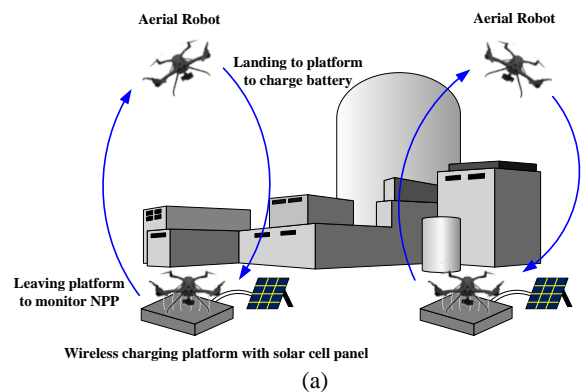 Aerial Robot
Aerial Robot
Landing to platform
to charge battery
Leaving platform
to monitor NPP
Wireless charging platform with solar cell panel
(a)